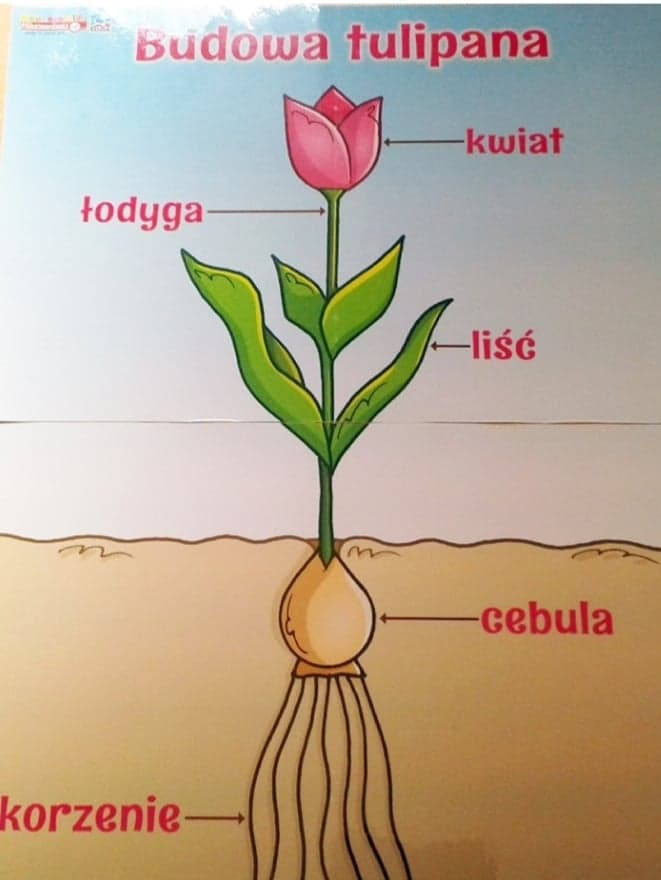 Budowa tulipana
kwiat
łodyga
liść
cebula
korzenie